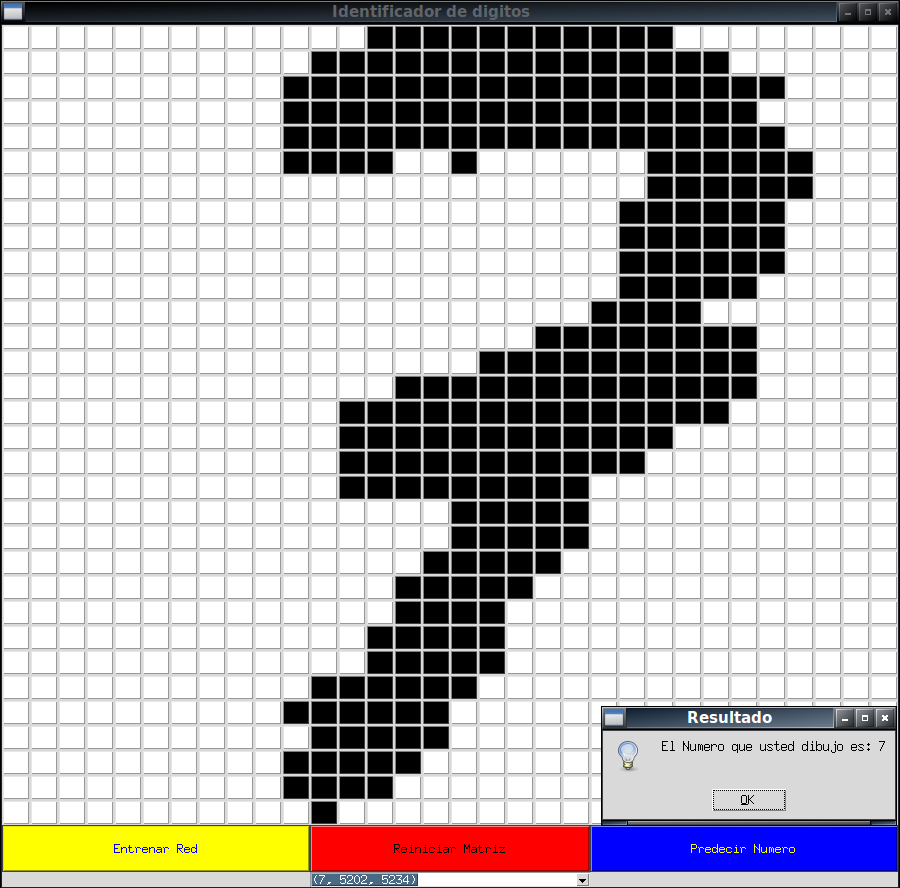 Identificador de digitos
Resultado
El Numero que usted dibujo es: 7
OK
Entrenar Red
Reiniciar Matriz
Predecir Numero
(7, 5202, 5234)